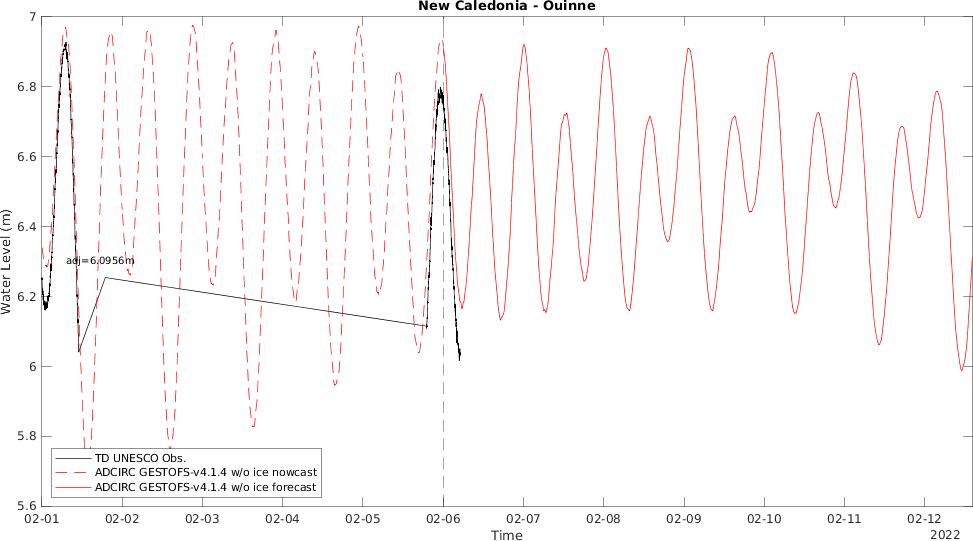 New Caledonia - Ouinne
7
6.8
6.6
6.4
6.2
6
5.8
5.6
Water Level (m)
adj=6.0956m
TD UNESCO Obs.
ADCIRC GESTOFS-v4.1.4 w/o ice nowcast
ADCIRC GESTOFS-v4.1.4 w/o ice forecast
02-01 02-02 02-03 02-04 02-05 02-06 02-07 02-08 02-09 02-10 02-11 02-12
2022
Time